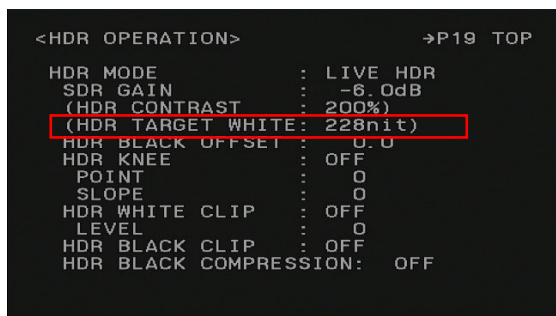 <HDR OPERATION> →P19 TOP
HDR MODE : LIVE HDR
SDR GAIN : -6.0dB
(HDR CONTRAST : 200%)
(HDR TARGET WHITE: 228nit)
HDR BLACK OFFSET : 0.0
HDR KNEE : OFF
POINT : 0
SLOPE : 0
HDR WHITE CLIP : OFF
LEVEL : 0
HDR BLACK CLIP : OFF
HDR BLACK COMPRESSION: OFF